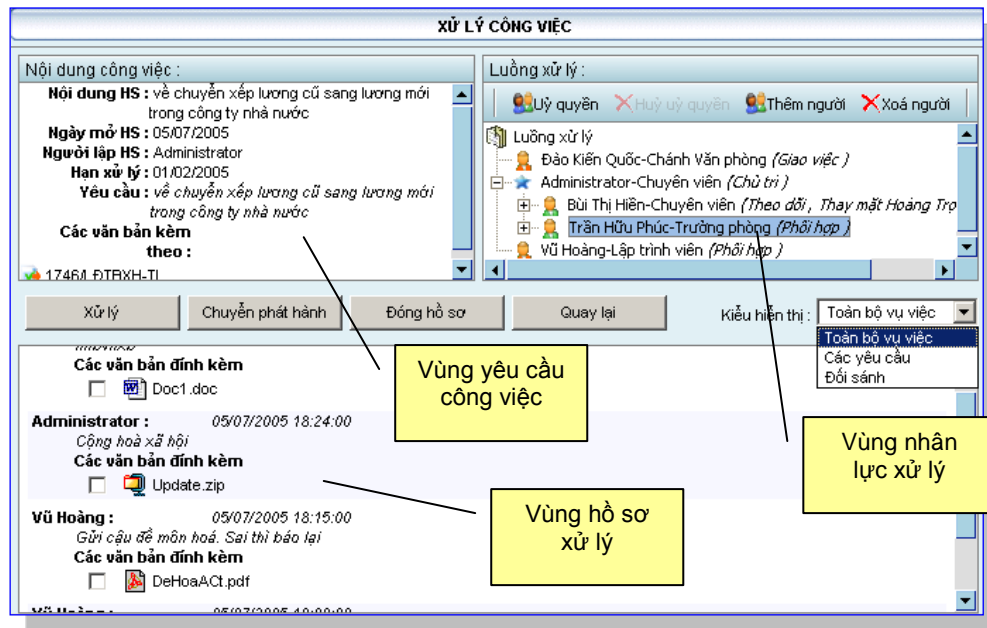 XỬ LÝ CÔNG VIỆC
Nội dung công việc :
Nội dung HS : về chuyển xếp lương cũ sang lương mới
trong công ty nhà nước
Ngày mở HS : 05/07/2005
Người lập HS : Administrator
Hạn xử lý : 01/02/2005
Yêu cầu : về chuyển xếp lương cũ sang lương mới
trong công ty nhà nước
Các văn bản kèm
theo :
1746/LĐTBXH-TL
Luồng xử lý :
Uỷ quyền Huỷ uỷ quyền Thêm người Xoá người
Luồng xử lý
Đào Kiến Quốc-Chánh Văn phòng (Giao việc )
Administrator-Chuyên viên (Chủ trì )
Bùi Thị Hiền-Chuyên viên (Theo dõi , Thay mặt Hoàng Trọ
Trần Hữu Phúc-Trưởng phòng (Phối hợp )
Vũ Hoàng-Lập trình viên (Phối hợp )
Xử lý Chuyển phát hành Đóng hồ sơ Quay lại Kiểu hiển thị : Toàn bộ vụ việc
Toàn bộ vụ việc
Các yêu cầu
Đối sánh
Các văn bản đính kèm
Doc1.doc
Vùng yêu cầu
công việc
Administrator : 05/07/2005 18:24:00
Cộng hoà xã hội
Các văn bản đính kèm
Update.zip
Vùng nhân
lực xử lý
Vũ Hoàng : 05/07/2005 18:15:00
Gửi cậu đề môn hoá. Sai thì báo lại
Các văn bản đính kèm
DeHoaACt.pdf
Vùng hồ sơ
xử lý
Vũ Hoàng :